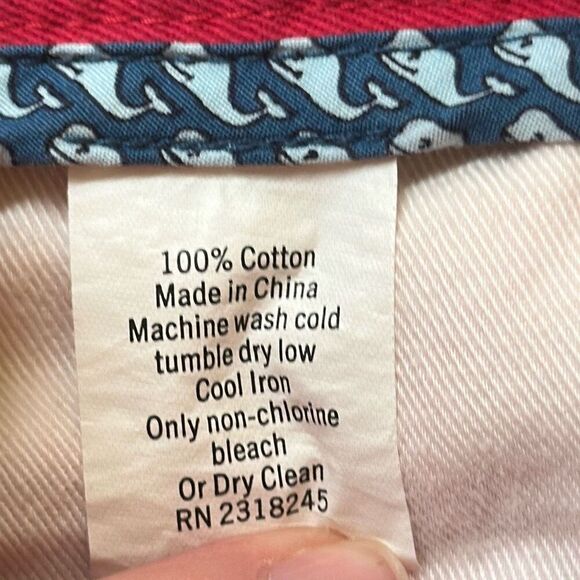 100% Cotton
Made in China
Machine wash cold
tumble dry low
Cool Iron
Only non-chlorine
bleach
Or Dry Clean
RN 2318245